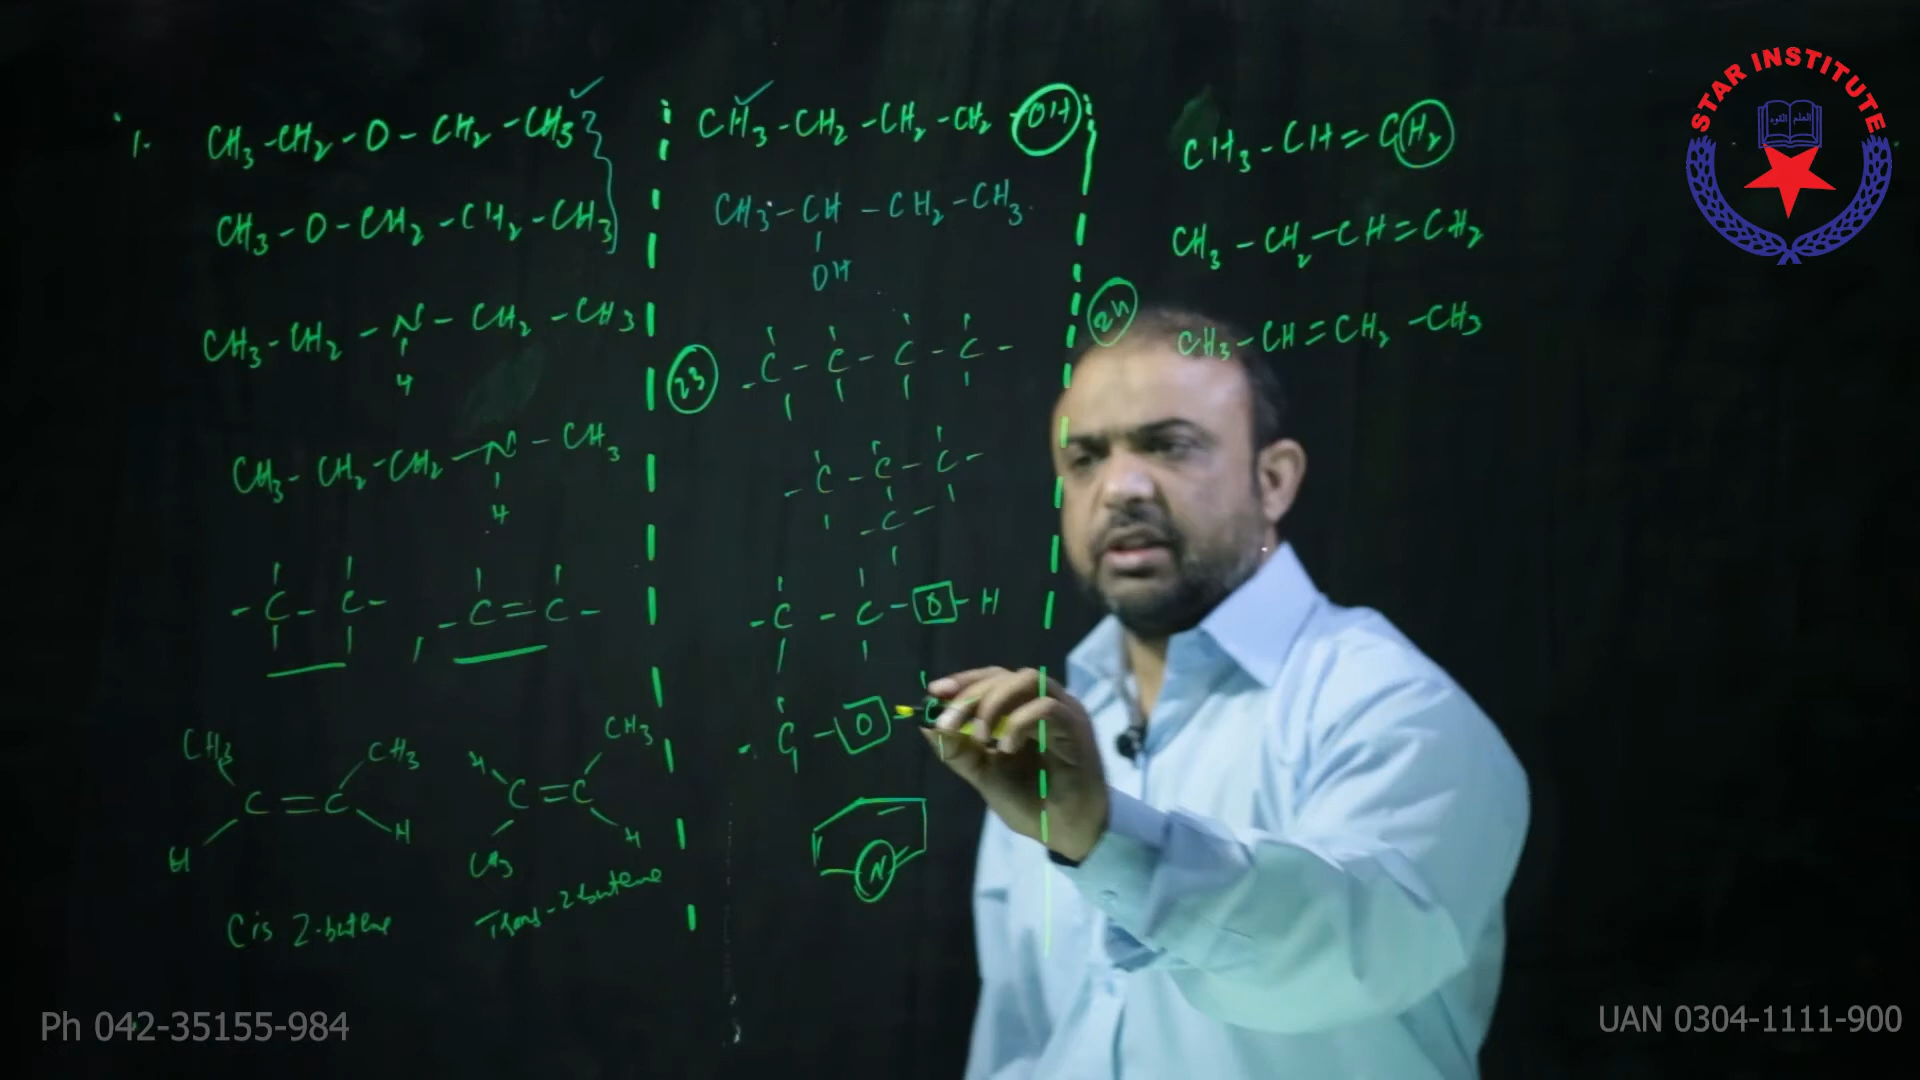 1.
CH3-CH2-O-CH2-CH3
CH3-O-CH2-CH2-CH3
CH3-CH2-N-CH2-CH3
H
CH3-CH2-CH2-N-CH3
H
-C-C-, -C=C-
CH3 CH3
C=C
H H
Cis 2-butene
H CH3
C=C
CH3 H
Trans-2butene
CH3-CH2-CH2-CH2-OH
CH3-CH-CH2-CH3
OH
23
-C-C-C-C-
-C-C-C-
-C-
-C-C-O-H
-C-O-C
N
24
CH3-CH=CH2
CH3-CH2-CH=CH2
CH3-CH=CH2-CH3
STAR INSTITUTE
Ph 042-35155-984
UAN 0304-1111-900